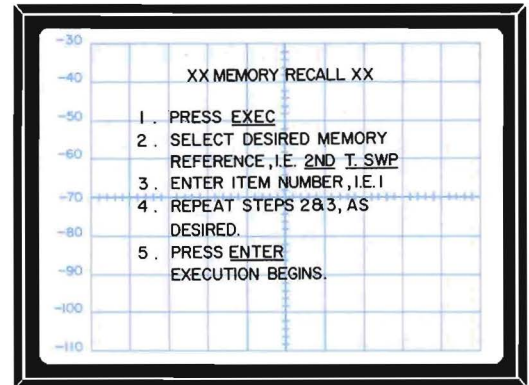 -30
XX MEMORY RECALL XX
-40
-50
1. PRESS EXEC
2. SELECT DESIRED MEMORY
-60
REFERENCE, I.E. 2ND T. SWP
3. ENTER ITEM NUMBER, I.E. 1
-70
4. REPEAT STEPS 2&3, AS
DESIRED.
-80
5. PRESS ENTER
-90
EXECUTION BEGINS.
-100
-110